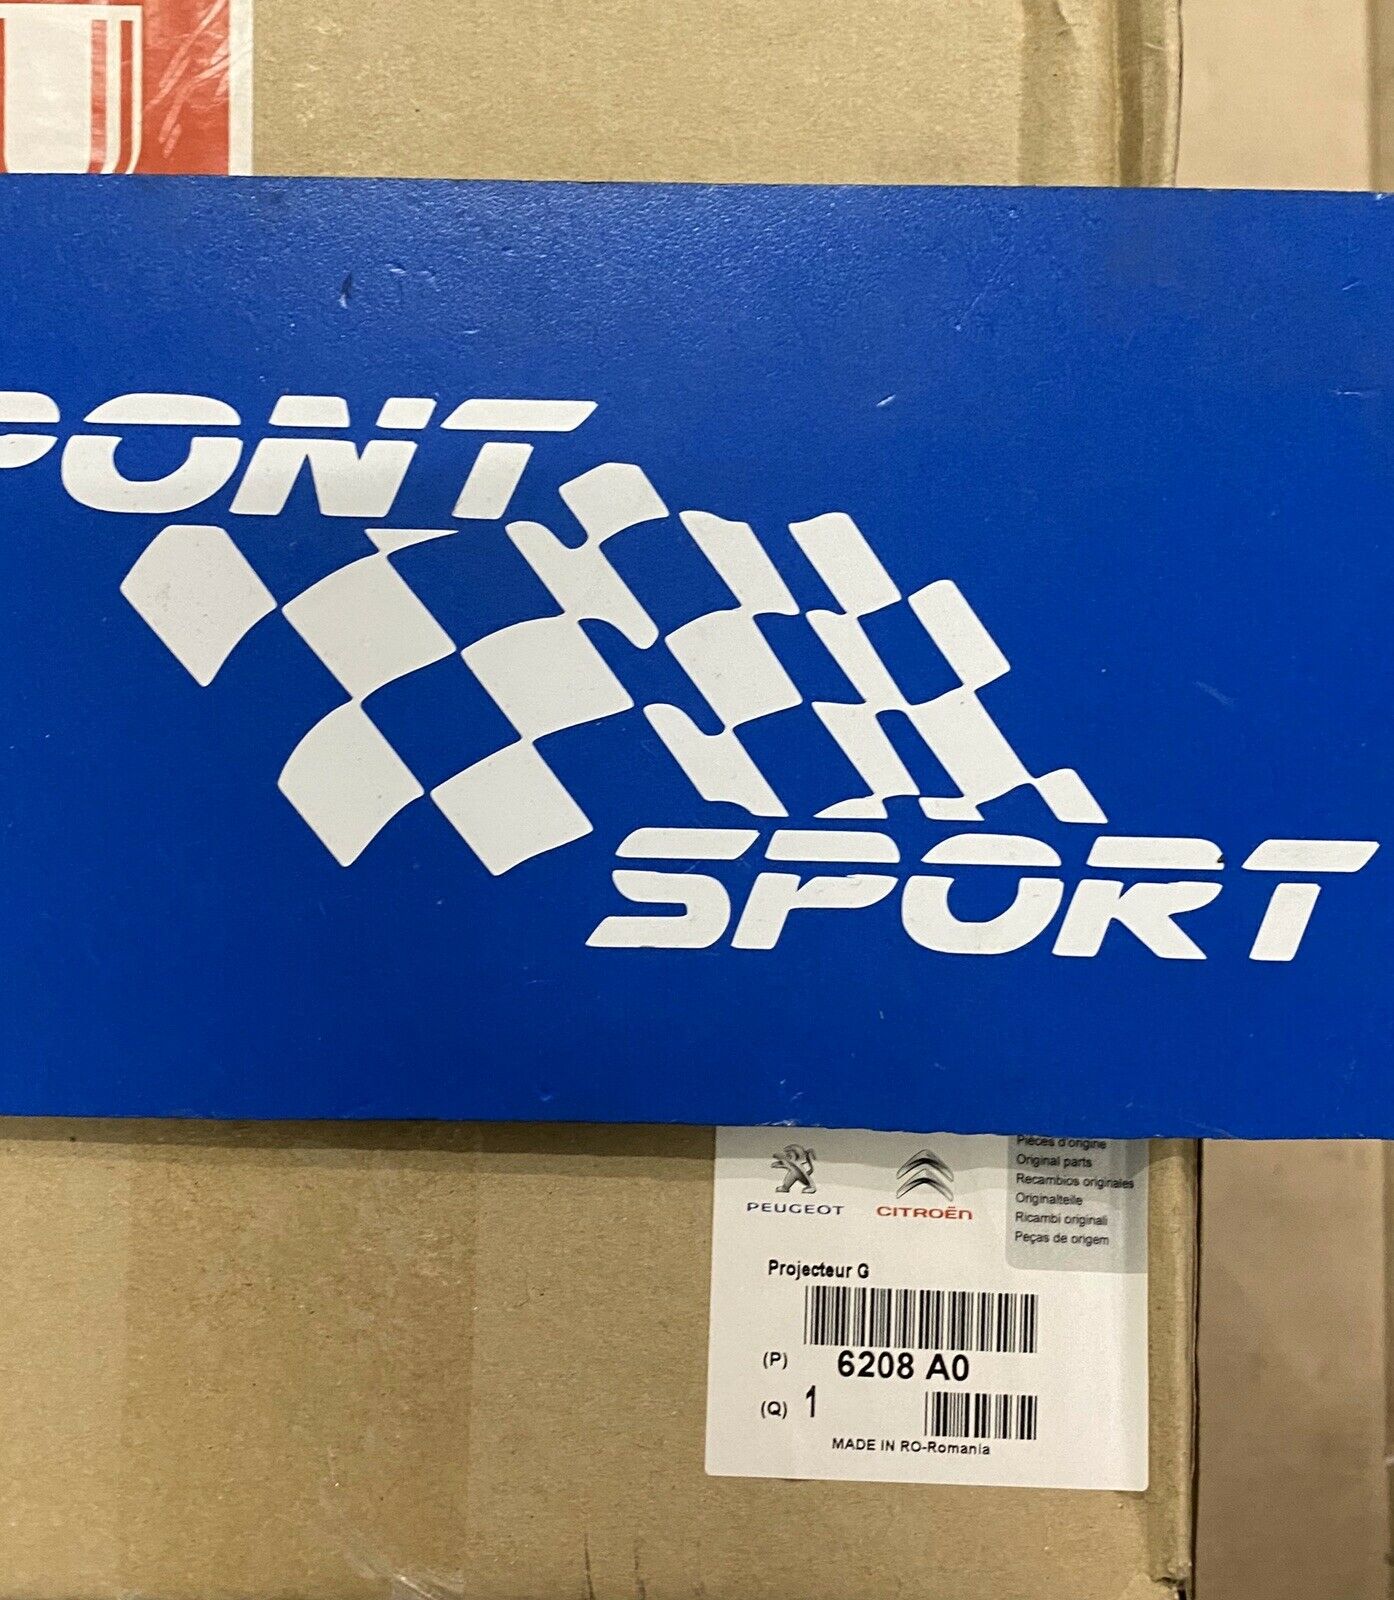 PONT
SPORT
PEUGEOT
CITROËN
Pièces d'origine
Original parts
Recambios originales
Originalteile
Ricambi originali
Peças de origem
Projecteur G
(P) 6208 A0
(Q) 1
MADE IN RO-Romania